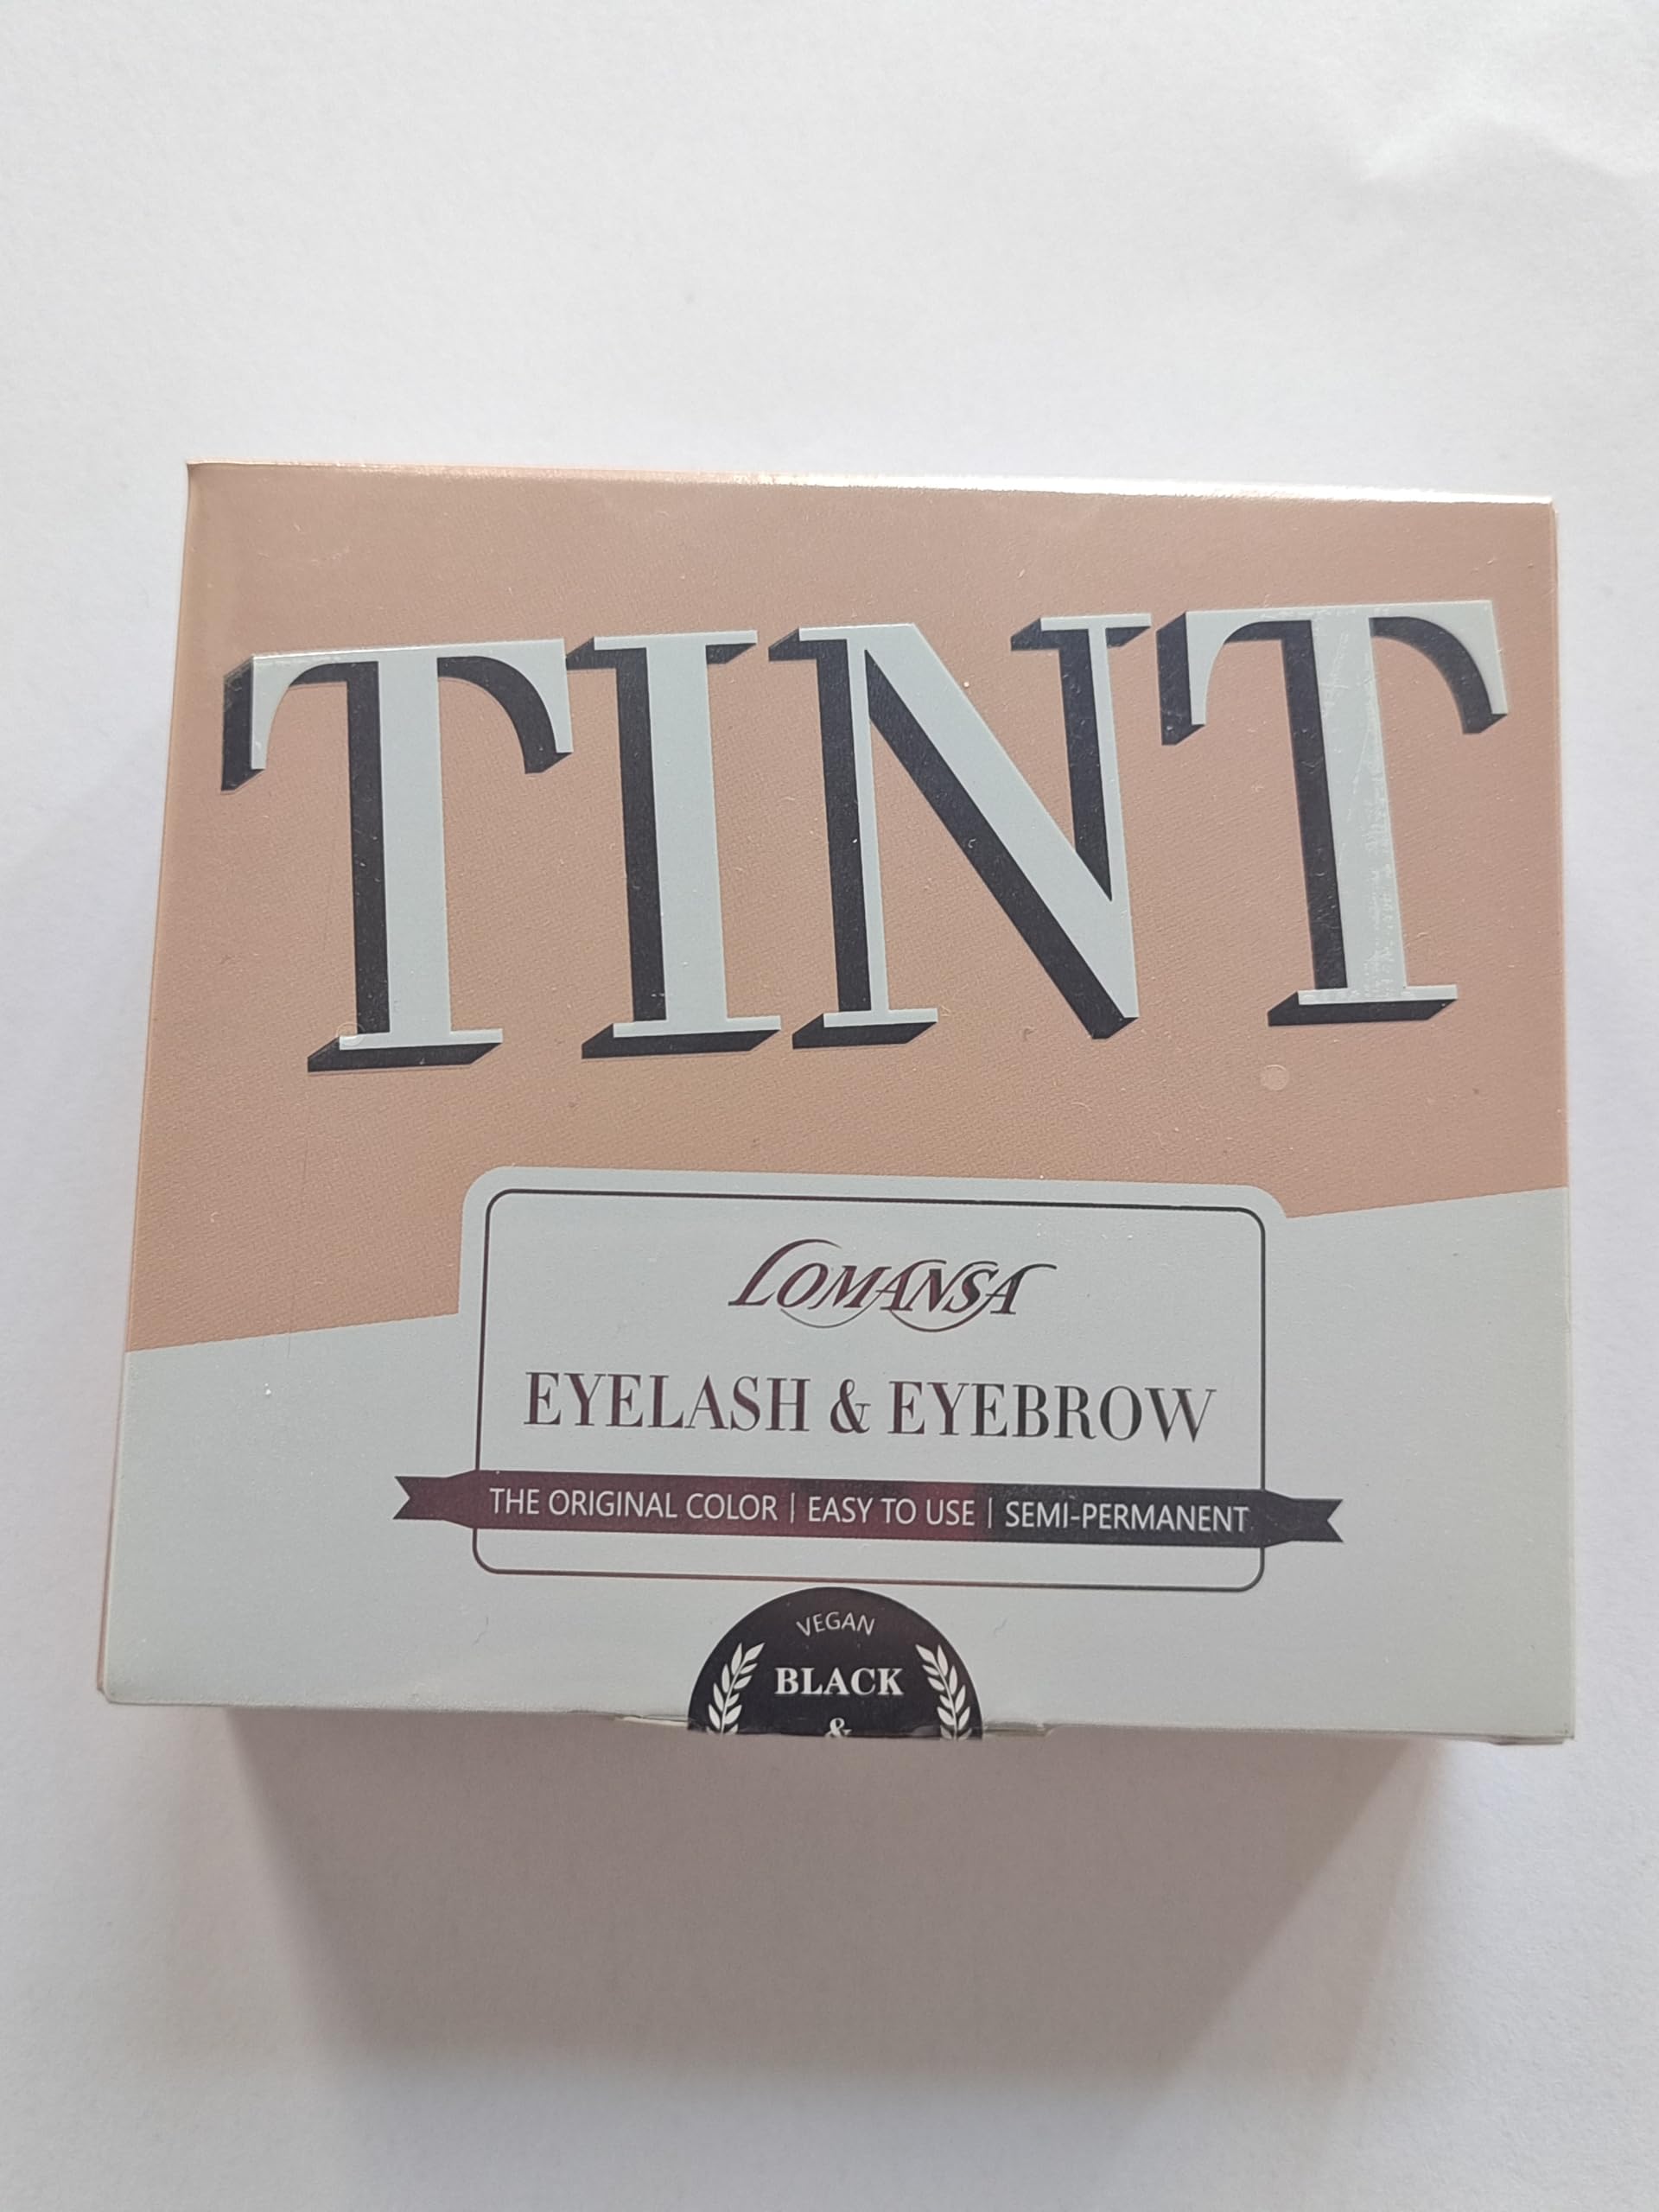 TINT
LOMANSA
EYELASH & EYEBROW
THE ORIGINAL COLOR | EASY TO USE | SEMI-PERMANENT
VEGAN
BLACK
&